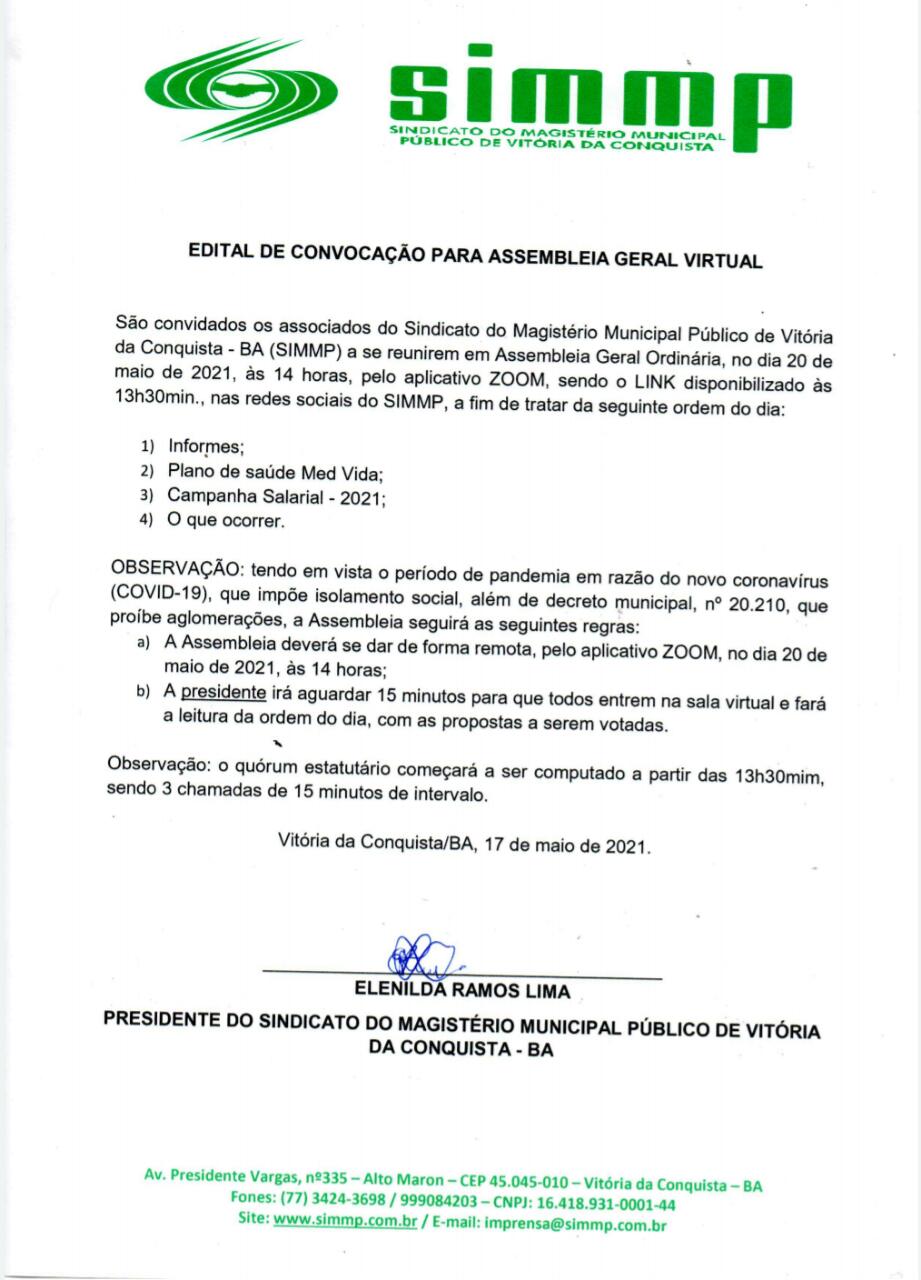 simmp
SINDICATO DO MAGISTÉRIO MUNICIPAL
PÚBLICO DE VITÓRIA DA CONQUISTA
EDITAL DE CONVOCAÇÃO PARA ASSEMBLEIA GERAL VIRTUAL
São convidados os associados do Sindicato do Magistério Municipal Público de Vitória
da Conquista - BA (SIMMP) a se reunirem em Assembleia Geral Ordinária, no dia 20 de
maio de 2021, às 14 horas, pelo aplicativo ZOOM, sendo o LINK disponibilizado às
13h30min., nas redes sociais do SIMMP, a fim de tratar da seguinte ordem do dia:
1) Informes;
2) Plano de saúde Med Vida;
3) Campanha Salarial - 2021;
4) O que ocorrer.
OBSERVAÇÃO: tendo em vista o período de pandemia em razão do novo coronavírus
(COVID-19), que impõe isolamento social, além de decreto municipal, nº 20.210, que
proíbe aglomerações, a Assembleia seguirá as seguintes regras:
a) A Assembleia deverá se dar de forma remota, pelo aplicativo ZOOM, no dia 20 de
maio de 2021, às 14 horas;
b) A presidente irá aguardar 15 minutos para que todos entrem na sala virtual e fará
a leitura da ordem do dia, com as propostas a serem votadas.
Observação: o quórum estatutário começará a ser computado a partir das 13h30mim,
sendo 3 chamadas de 15 minutos de intervalo.
Vitória da Conquista/BA, 17 de maio de 2021.
ELENILDA RAMOS LIMA
PRESIDENTE DO SINDICATO DO MAGISTÉRIO MUNICIPAL PÚBLICO DE VITÓRIA
DA CONQUISTA - BA
Av. Presidente Vargas, nº335 – Alto Maron – CEP 45.045-010 – Vitória da Conquista – BA
Fones: (77) 3424-3698 / 999084203 – CNPJ: 16.418.931-0001-44
Site: www.simmp.com.br / E-mail: imprensa@simmp.com.br